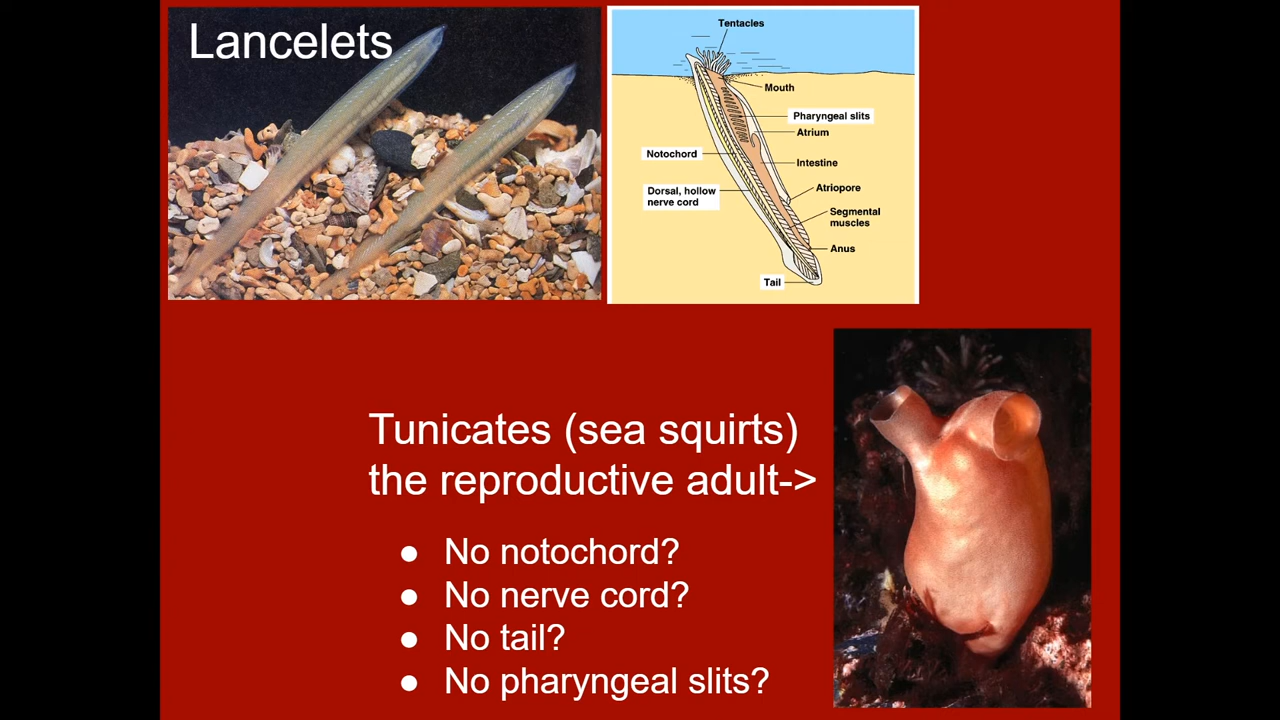 Lancelets
Tentacles
Mouth
Pharyngeal slits
Atrium
Notochord
Intestine
Dorsal, hollow
nerve cord
Atriopore
Segmental
muscles
Anus
Tail
Tunicates (sea squirts)
the reproductive adult->
● No notochord?
● No nerve cord?
● No tail?
● No pharyngeal slits?